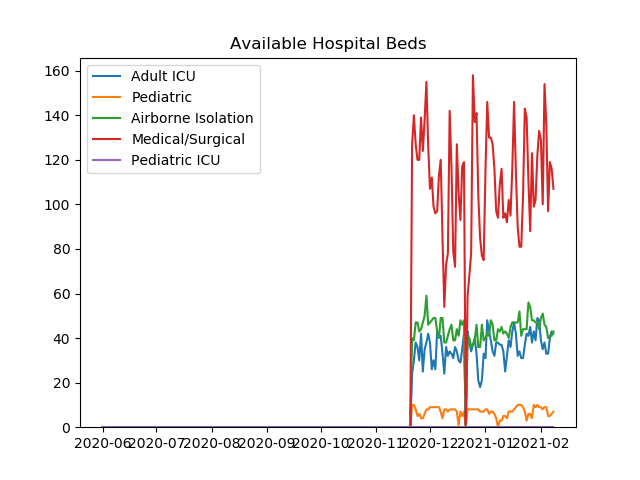 Available Hospital Beds
Adult ICU
Pediatric
Airborne Isolation
Medical/Surgical
Pediatric ICU
160
140
120
100
80
60
40
20
0
2020-06 2020-07 2020-08 2020-09 2020-10 2020-11 2020-12 2021-01 2021-02